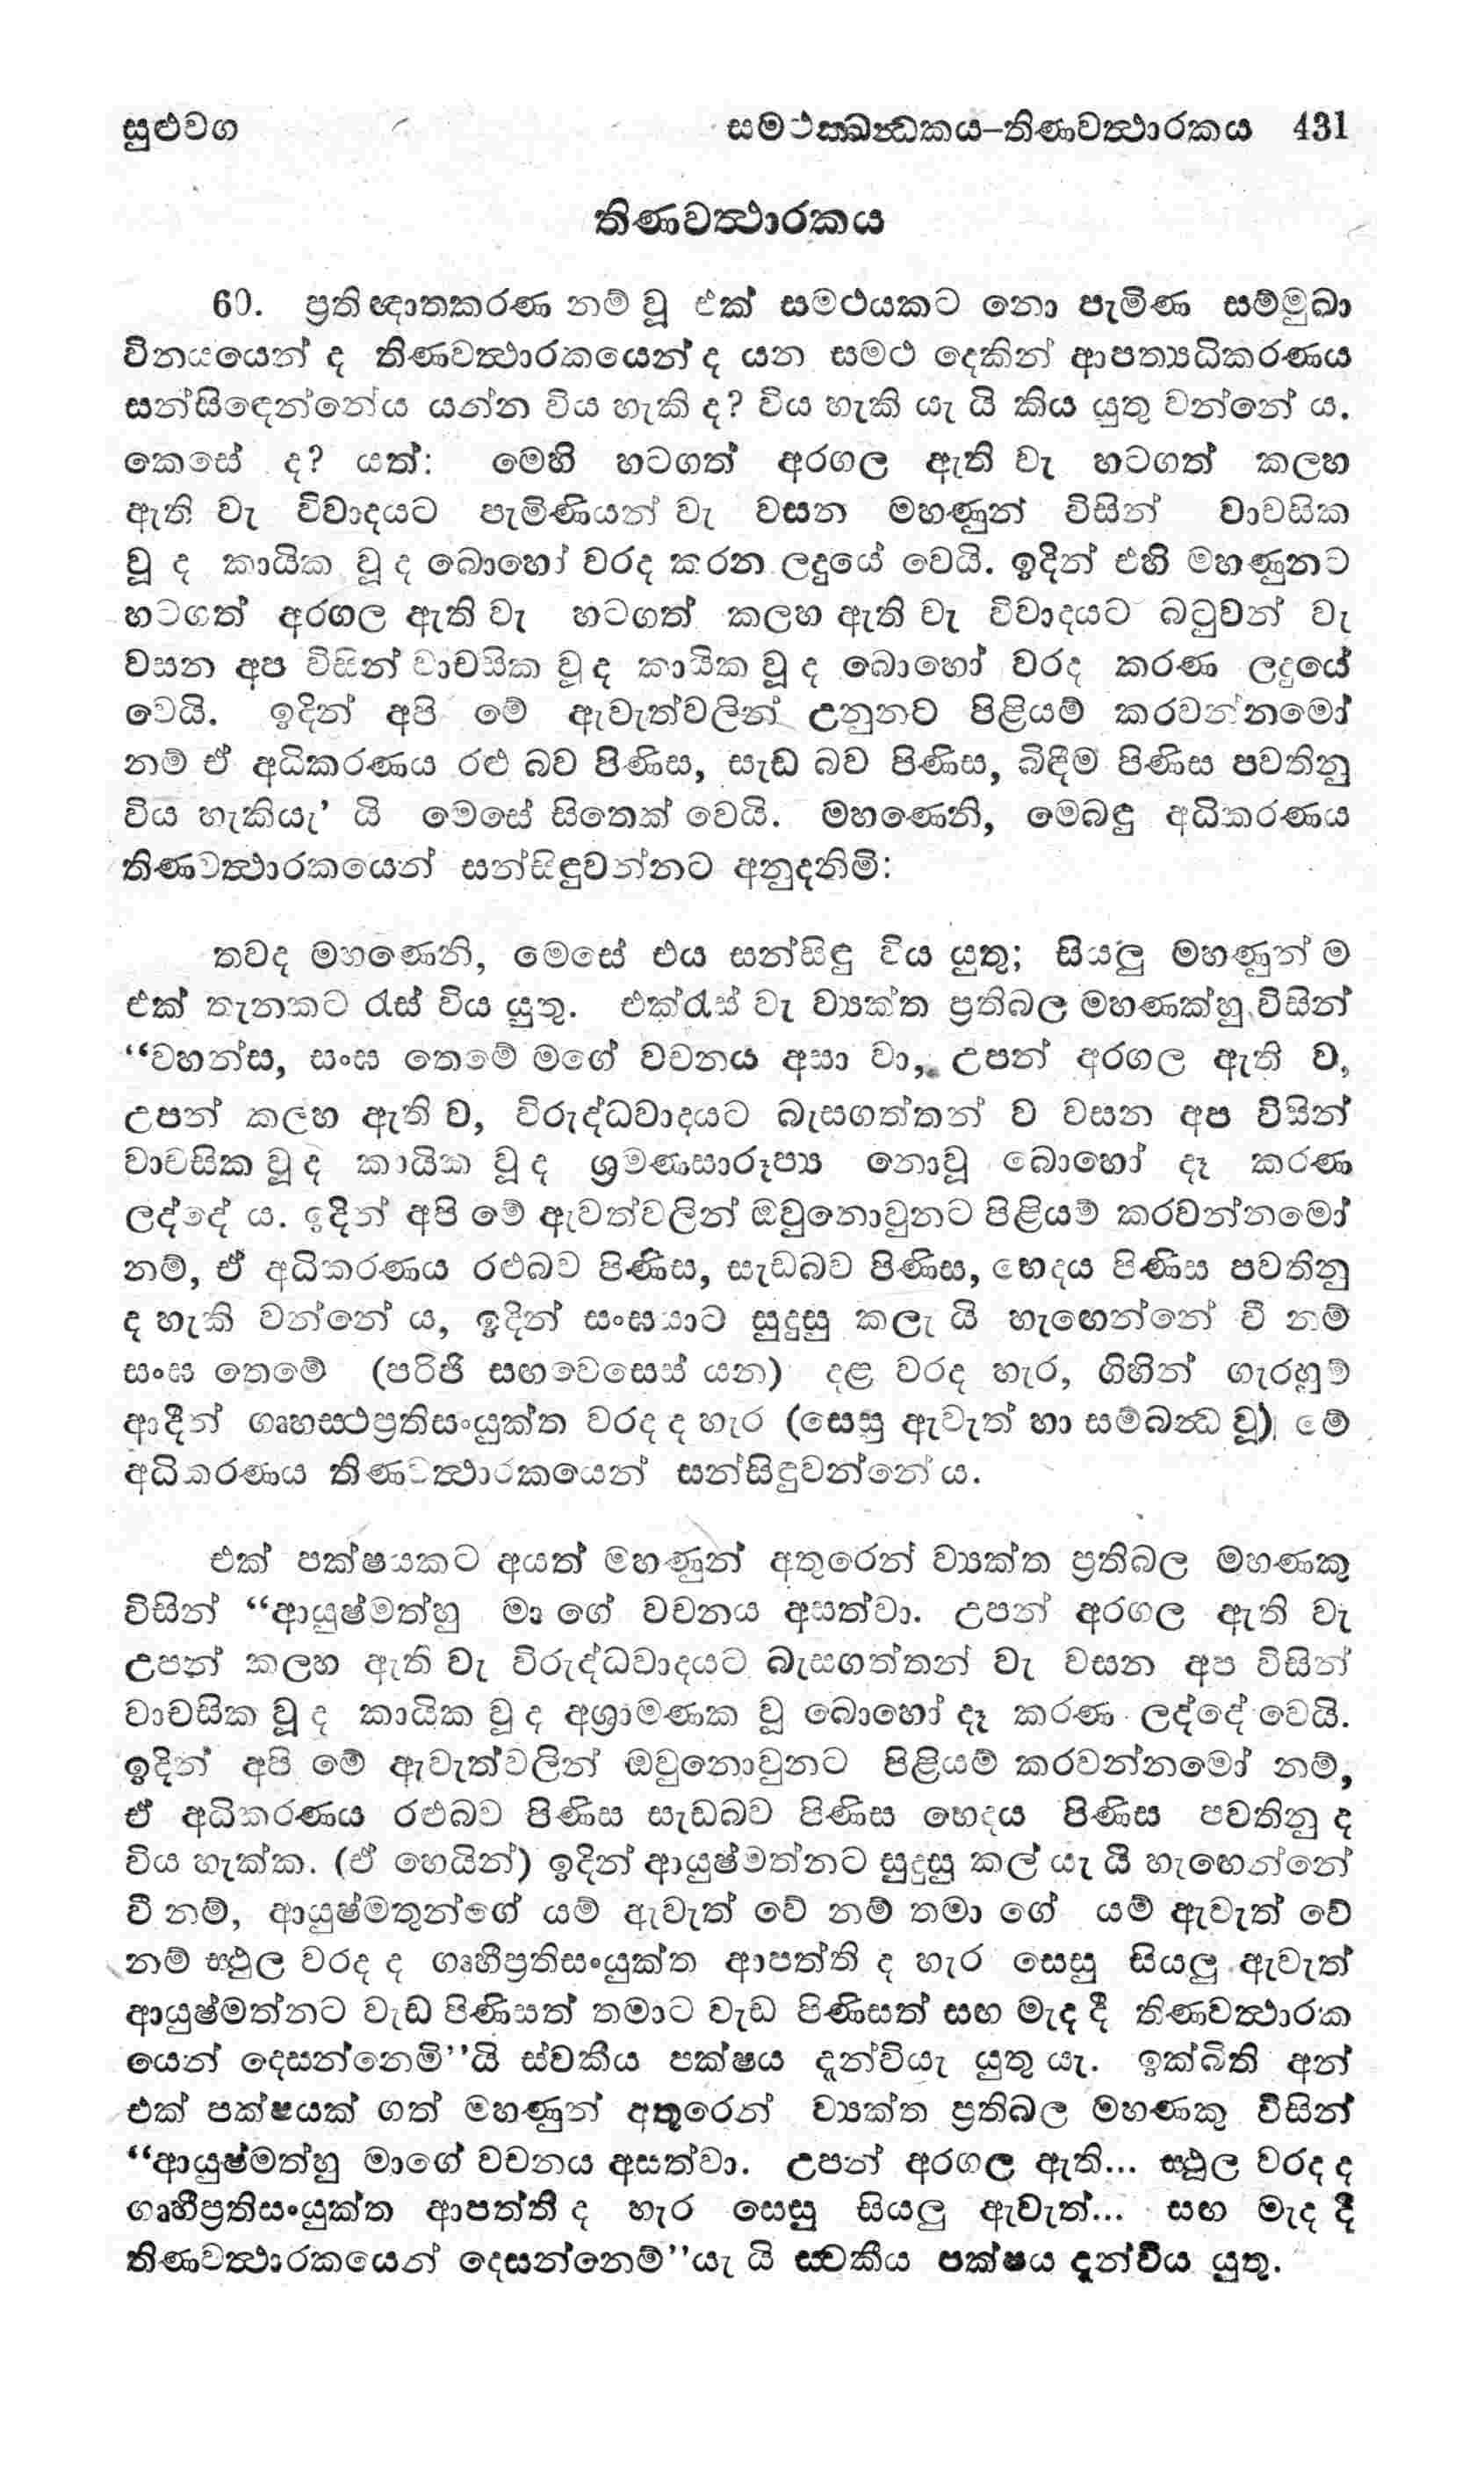 සුළුවග සමථක්ඛන්ධකය–තිණවත්ථාරකය 431
තිණවත්ථාරකය
60. ප්‍රතිඥාතකරණ නම් වූ එක් සමථයකට නො පැමිණ සම්මුඛා
විනයයෙන් ද තිණවත්ථාරකයෙන් ද යන සමථ දෙකින් ආපත්‍යධිකරණය
සන්සිඳෙන්නේය යන්න විය හැකි ද? විය හැකි යැ යි කිය යුතු වන්නේ ය.
කෙසේ ද? යත්: මෙහි හටගත් අරගල ඇති වැ හටගත් කලහ
ඇති වැ විවාදයට පැමිණියන් වැ වසන මහණුන් විසින් වාචසික
වූ ද කායික වූ ද බොහෝ වරද කරන ලදුයේ වෙයි. ඉදින් එහි මහණුනට
හටගත් අරගල ඇති වැ හටගත් කලහ ඇති වැ විවාදයට බටුවන් වැ
වසන අප විසින් වාචසික වූ ද කායික වූ ද බොහෝ වරද කරණ ලදුයේ
වෙයි. ඉදින් අපි මේ ඇවැත්වලින් උනුනට පිළියම් කරවන්නමෝ
නම් ඒ අධිකරණය රළු බව පිණිස, සැඩ බව පිණිස, බිඳීම පිණිස පවතිනු
විය හැකියැ’ යි මෙසේ සිතෙක් වෙයි. මහණෙනි, මෙබඳු අධිකරණය
තිණවත්ථාරකයෙන් සන්සිඳුවන්නට අනුදනිමි:
තවද මහණෙනි, මෙසේ එය සන්සිඳු විය යුතු; සියලු මහණුන් ම
එක් තැනකට රැස් විය යුතු. එක්රැස් වැ ව්‍යක්ත ප්‍රතිබල මහණක්හු විසින්
“වහන්ස, සංඝ තෙමේ මගේ වචනය අසා වා, උපන් අරගල ඇති ව,
උපන් කලහ ඇති ව, විරුද්ධවාදයට බැසගත්තන් ව වසන අප විසින්
වාචසික වූ ද කායික වූ ද ශ්‍රමණසාරූප්‍ය නොවූ බොහෝ දෑ කරණ
ලද්දේ ය. ඉදින් අපි මේ ඇවත්වලින් ඔවුනොවුනට පිළියම් කරවන්නමෝ
නම්, ඒ අධිකරණය රළුබව පිණිස, සැඩබව පිණිස, භෙදය පිණිස පවතිනු
ද හැකි වන්නේ ය, ඉදින් සංඝයාට සුදුසු කලැ යි හැඟෙන්නේ වී නම්
සංඝ තෙමේ (පරිජි සඟවෙසෙස් යන) දළ වරද හැර, ගිහින් ගැරහුම්
ආදීන් ගෘහස්ථප්‍රතිසංයුක්ත වරද ද හැර (සෙසු ඇවැත් හා සම්බන්ධ වූ) මේ
අධිකරණය තිණවත්ථාරකයෙන් සන්සිඳුවන්නේ ය.
එක් පක්ෂයකට අයත් මහණුන් අතුරෙන් ව්‍යක්ත ප්‍රතිබල මහණකු
විසින් “ආයුෂ්මත්හු මා ගේ වචනය අසත්වා. උපන් අරගල ඇති වැ
උපන් කලහ ඇති වැ විරුද්ධවාදයට බැසගත්තන් වැ වසන අප විසින්
වාචසික වූ ද කායික වූ ද අශ්‍රාමණක වූ බොහෝ දෑ කරණ ලද්දේ වෙයි.
ඉදින් අපි මේ ඇවැත්වලින් ඔවුනොවුනට පිළියම් කරවන්නමෝ නම්,
ඒ අධිකරණය රළුබව පිණිස සැඩබව පිණිස භෙදය පිණිස පවතිනු ද
විය හැක්ක. (ඒ හෙයින්) ඉදින් ආයුෂ්මත්නට සුදුසු කල් යැ යි හැඟෙන්නේ
වී නම්, ආයුෂ්මතුන්ගේ යම් ඇවැත් වේ නම් තමා ගේ යම් ඇවැත් වේ
නම් ස්ථුල වරද ද ගෘහීප්‍රතිසංයුක්ත ආපත්ති ද හැර සෙසු සියලු ඇවැත්
ආයුෂ්මත්නට වැඩ පිණිසත් තමාට වැඩ පිණිසත් සඟ මැද දී තිණවත්ථාරක
යෙන් දෙසන්නෙමි”යි ස්වකීය පක්ෂය දැන්වියැ යුතු යැ. ඉක්බිති අන්
එක් පක්ෂයක් ගත් මහණුන් අතුරෙන් ව්‍යක්ත ප්‍රතිබල මහණකු විසින්
“ආයුෂ්මත්හු මාගේ වචනය අසත්වා. උපන් අරගල ඇති... ස්ථූල වරද ද
ගෘහීප්‍රතිසංයුක්ත ආපත්ති ද හැර සෙසු සියලු ඇවැත්... සඟ මැද දී
තිණවත්ථාරකයෙන් දෙසන්නෙමි”යැ යි ස්වකීය පක්ෂය දැන්විය යුතු.